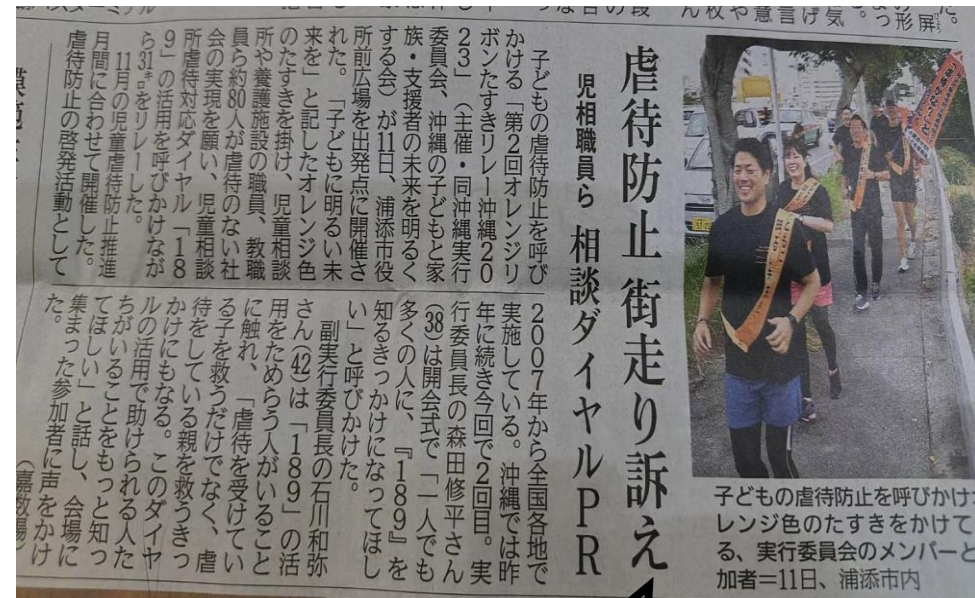 虐待防止 街走り訴え
児相職員ら 相談ダイヤルPR
子どもの虐待防止を呼び
かける「第2回オレンジリ
ボンたすきリレー沖縄20
23」(主催・同沖縄実行
委員会、沖縄の子どもと家
族・支援者の未来を明るく
する会)が11日、浦添市役
所前広場を出発点に開催さ
れた。「子どもに明るい未
来を」と記したオレンジ色
のたすきを掛け、児童相談
所や養護施設の職員、教職
員ら約80人が虐待のない社
会の実現を願い、児童相談
所虐待対応ダイヤル「18
9」の活用を呼びかけなが
ら31㌔をリレーした。
11月の児童虐待防止推進
月間に合わせて開催した。
虐待防止の啓発活動として
2007年から全国各地で
実施している。沖縄では昨
年に続き今回で2回目。実
行委員長の森田修平さん
(38)は開会式で「一人でも
多くの人に、『189』を
知るきっかけになってほし
い」と呼びかけた。
副実行委員長の石川和弥
さん(42)は「189」の活
用をためらう人がいること
に触れ、「虐待を受けてい
る子を救うだけでなく、虐
待をしている親を救うきっ
かけにもなる。このダイヤ
ルの活用で助けられる人た
ちがいることをもっと知っ
てほしい」と話し、会場に
集まった参加者に声をかけ
た。
(嘉数陽)
子どもの虐待防止を呼びかけ
レンジ色のたすきをかけて
る、実行委員会のメンバーと
加者＝11日、浦添市内